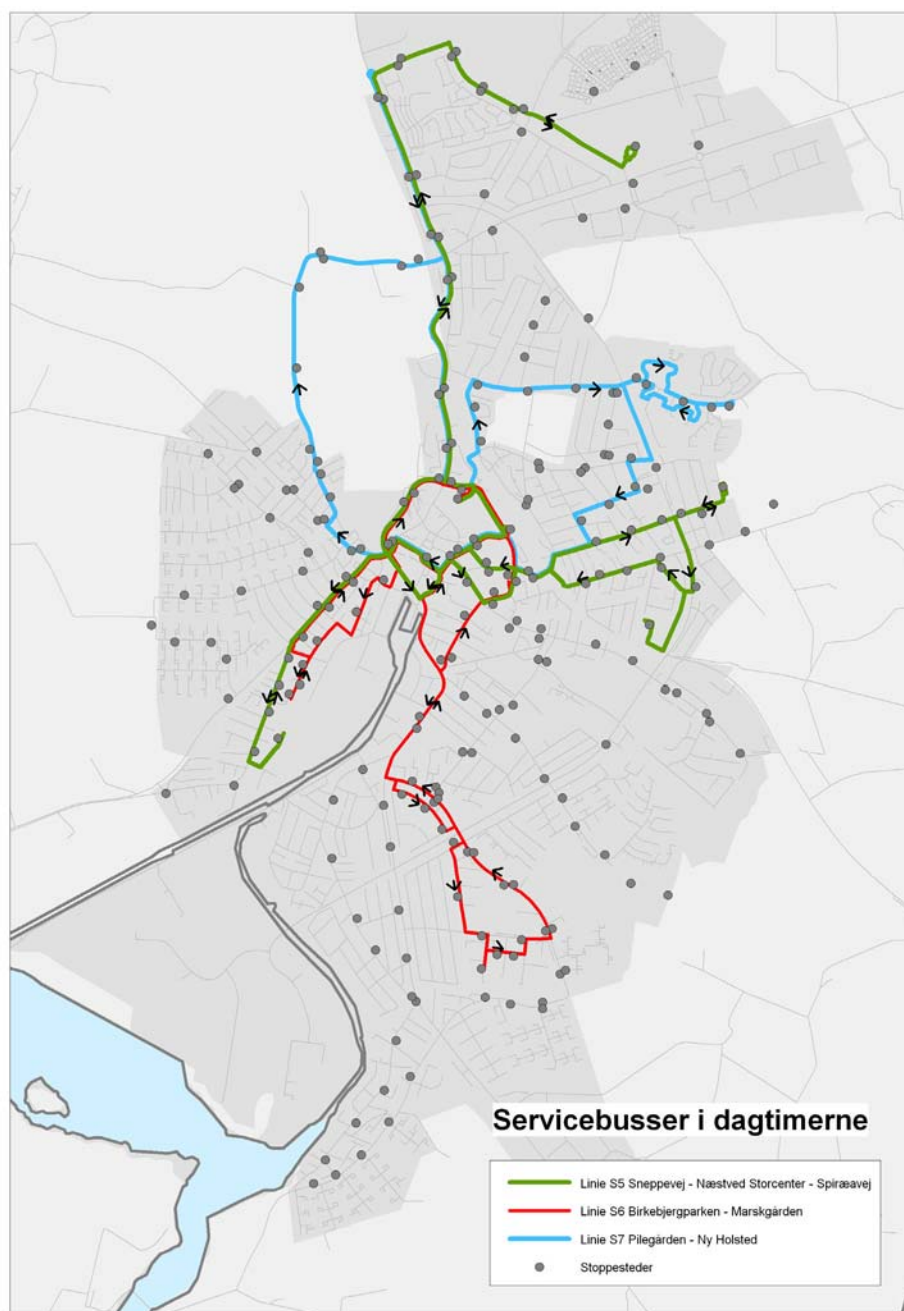 Servicebusser i dagtimerne
Linie S5 Sneppevej - Næstved Storcenter - Spiræavej
Linie S6 Birkebjergparken - Marskgården
Linie S7 Pilegården - Ny Holsted
Stoppesteder